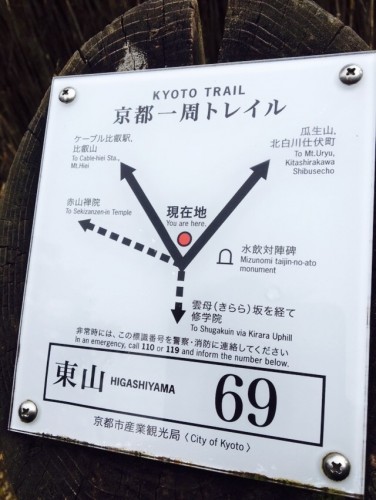 KYOTO TRAIL
京都一周トレイル
ケーブル比叡駅、
比叡山
To Cable-hiei Sta.,
Mt.Hiei
瓜生山、
北白川仕伏町
To Mt.Uryu,
Kitashirakawa
Shibusecho
赤山禅院
To Sekizanzen-in Temple
現在地
You are here.
水飲対陣碑
Mizunomi taijin-no-ato
monument
雲母（きらら）坂を経て
修学院
To Shugakuin via Kirara Uphill
非常時には、この標識番号を警察・消防に連絡してください
In an emergency, call 110 or 119 and inform the number below.
東山 HIGASHIYAMA 69
京都市産業観光局〈City of Kyoto〉